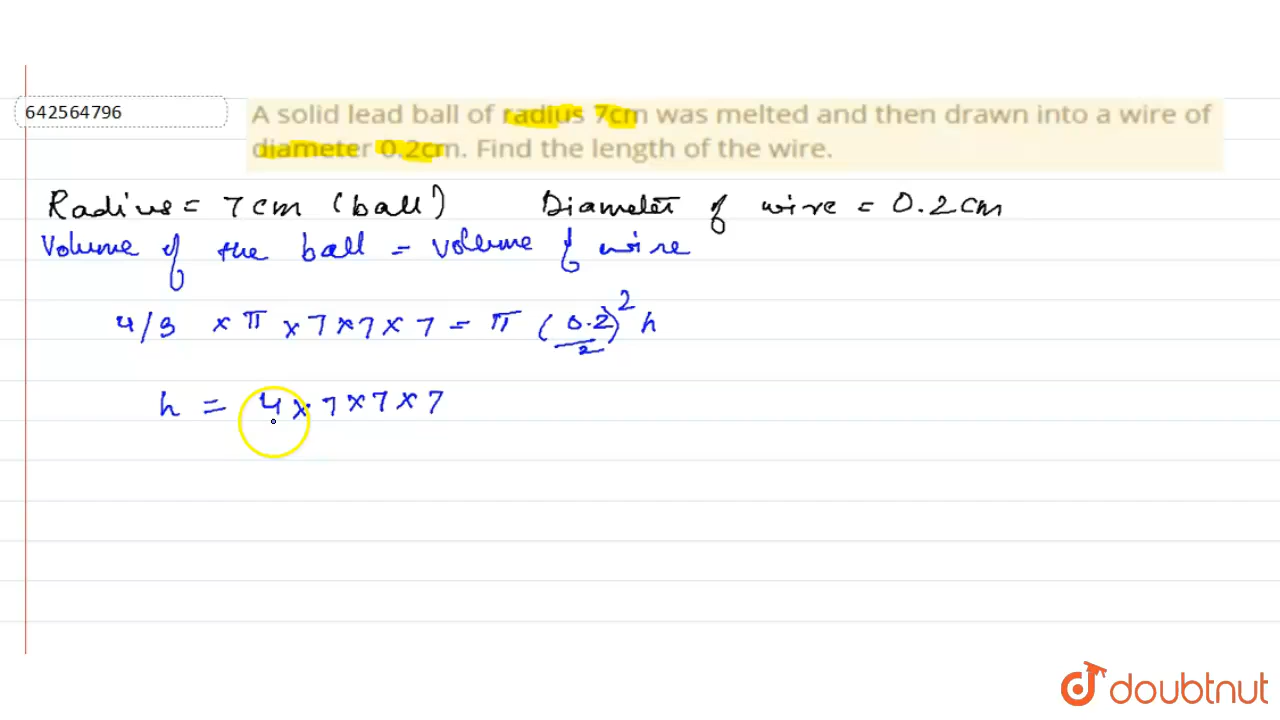 642564796
A solid lead ball of radius 7cm was melted and then drawn into a wire of
diameter 0.2cm. Find the length of the wire.
Radius = 7cm (ball) Diameter of wire = 0.2cm
Volume of the ball = volume of wire
4/3 × π × 7 × 7 × 7 = π (0.2/2)² h
h = 4 × 7 × 7 × 7
doubtnut